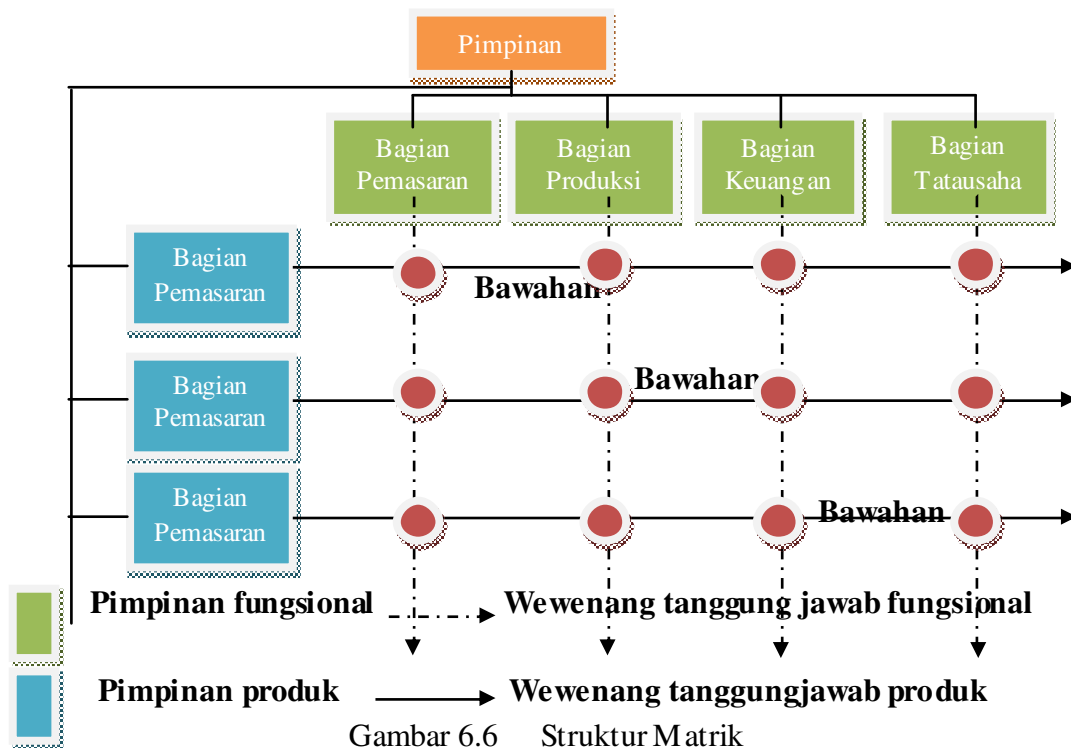 Pimpinan
Bagian
Pemasaran
Bagian
Produksi
Bagian
Keuangan
Bagian
Tatausaha
Bagian
Pemasaran
Bawahan
Bagian
Pemasaran
Bawahan
Bagian
Pemasaran
Bawahan
Pimpinan fungsional
Wewenang tanggung jawab fungsional
Pimpinan produk
Wewenang tanggungjawab produk
Gambar 6.6 Struktur Matrik